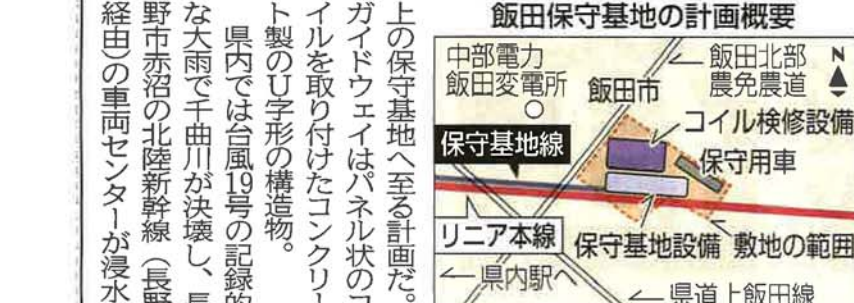 飯田保守基地の計画概要
中部電力
飯田変電所
飯田市
飯田北部
農免農道
N
コイル検修設備
保守基地線
保守用車
リニア本線
保守基地設備
敷地の範囲
県内駅へ
県道上飯田線
上の保守基地へ至る計画だ。
ガイドウェイはパネル状のコ
イルを取り付けたコンクリー
ト製のU字形の構造物。
県内では台風19号の記録的
な大雨で千曲川が決壊し、長
野市赤沼の北陸新幹線（長野
経由）の車両センターが浸水